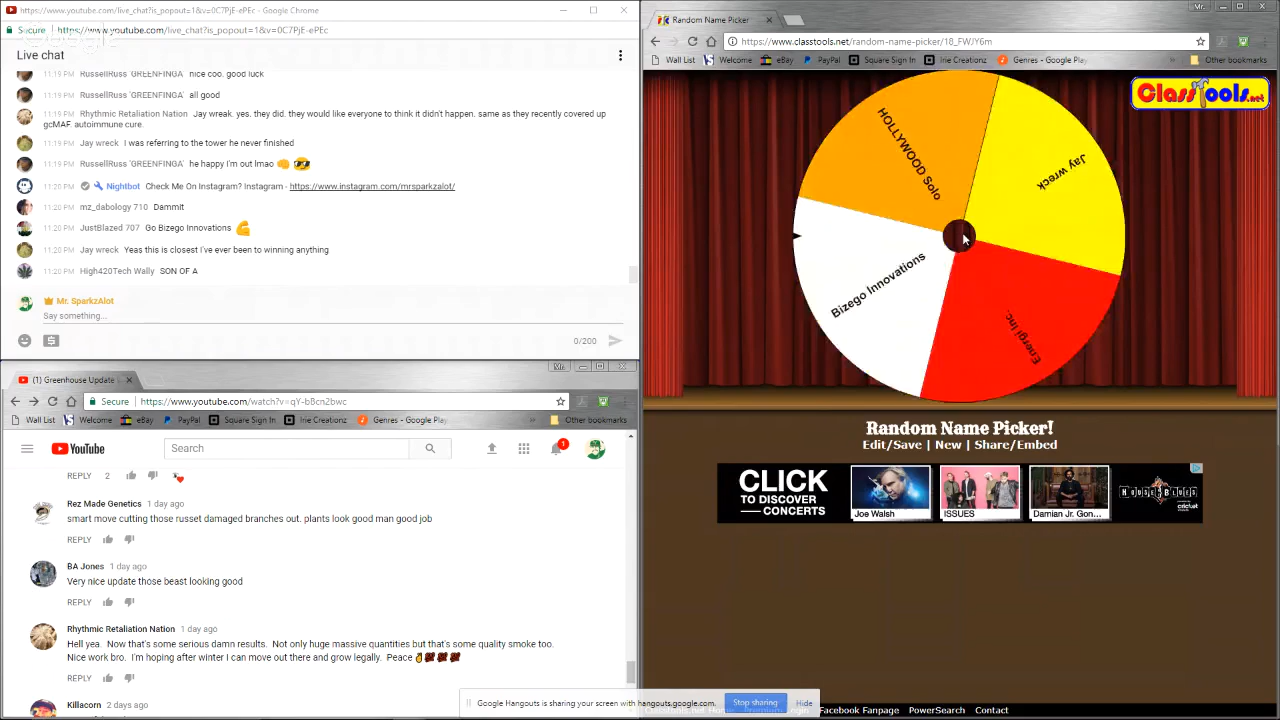 https://www.youtube.com/live_chat?is_popout=1&v=0C7PjE-ePEc - Google Chrome
Secure https://www.youtube.com/live_chat?is_popout=1&v=0C7PjE-ePEc
Live chat
11:19 PM RussellRuss 'GREENFINGA' nice coo. good luck
11:19 PM RussellRuss 'GREENFINGA' all good
11:19 PM Rhythmic Retaliation Nation Jay wreck. yes. they did. they would like everyone to think it didn't happen. same as they recently covered up
gcMAF. autoimmune cure.
11:19 PM Jay wreck I was referring to the tower he never finished
11:19 PM RussellRuss 'GREENFINGA' he happy I'm out lmao
11:20 PM Nightbot Check Me On Instagram? Instagram - https://www.instagram.com/mrsparkzalot/
11:20 PM mz_dabology 710 Dammit
11:20 PM JustBlazed 707 Go Bizego Innovations
11:20 PM Jay wreck Yeas this is closest I've ever been to winning anything
11:20 PM High420Tech Wally SON OF A
Mr. SparkzAlot
Say something...
0/200
Mr.
(1) Greenhouse Update
Secure https://www.youtube.com/watch?v=qY-bBcn2bwc
Wall List Welcome eBay PayPal Square Sign In Irie Creationz Genres - Google Play » Other bookmarks
YouTube Search 1
REPLY 2
Rez Made Genetics 1 day ago
smart move cutting those russet damaged branches out. plants look good man good job
REPLY
BA Jones 1 day ago
Very nice update those beast looking good
REPLY
Rhythmic Retaliation Nation 1 day ago
Hell yea. Now that's some serious damn results. Not only huge massive quantities but that's some quality smoke too.
Nice work bro. I'm hoping after winter I can move out there and grow legally. Peace
REPLY
Killacorn 2 days ago
Google Hangouts is sharing your screen with hangouts.google.com. Stop sharing Hide
Random Name Picker
Mr.
https://www.classtools.net/random-name-picker/18_FWJY6m
Wall List Welcome eBay PayPal Square Sign In Irie Creationz Genres - Google Play » Other bookmarks
ClassTools.net
HOLLYWOOD Solo
Jay wreck
Bizego Innovations
Energi Inc.
Random Name Picker!
Edit/Save | New | Share/Embed
CLICK
TO DISCOVER
CONCERTS
Joe Walsh
ISSUES
Damian Jr. Gon...
HOUSE OF BLUES
cricket
Facebook Fanpage PowerSearch Contact